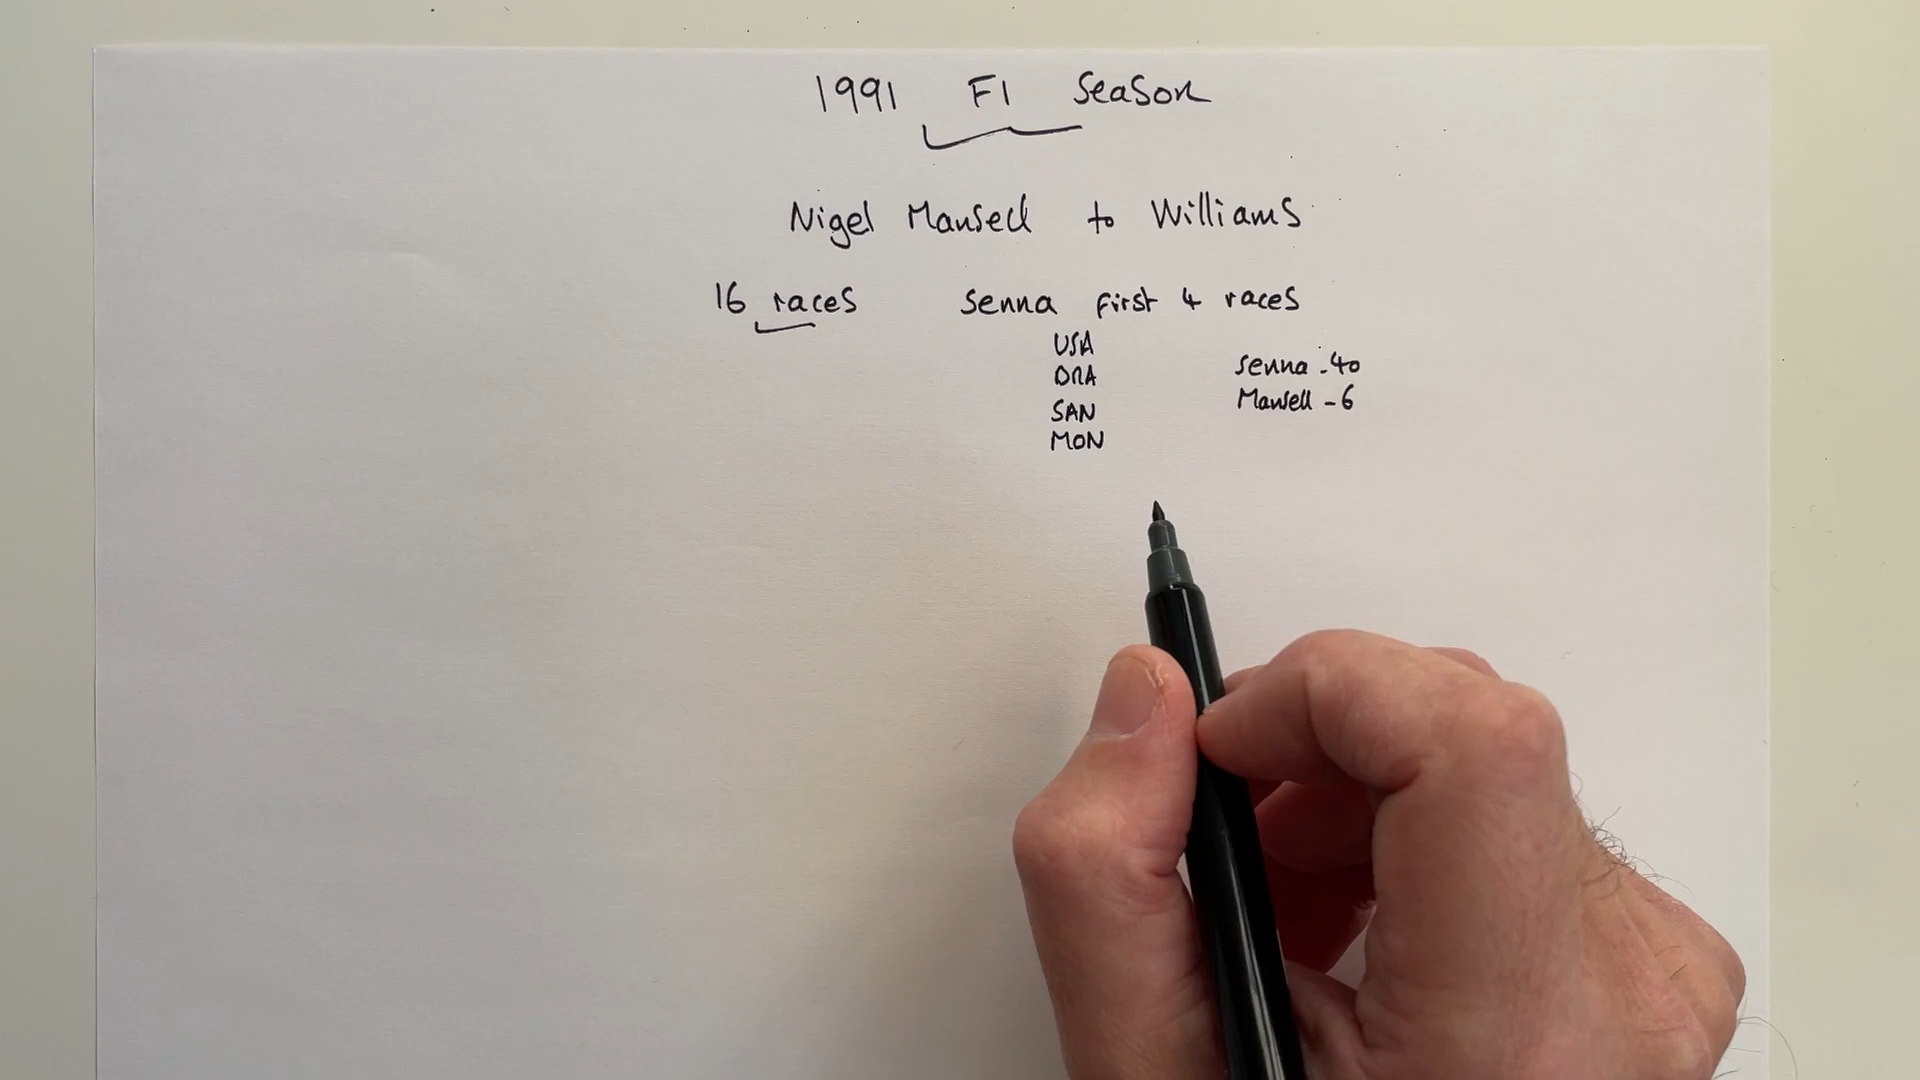 1991 F1 Season
Nigel Mansell to Williams
16 races Senna first 4 races
USA
BRA
SAN
MON
Senna - 40
Mansell - 6